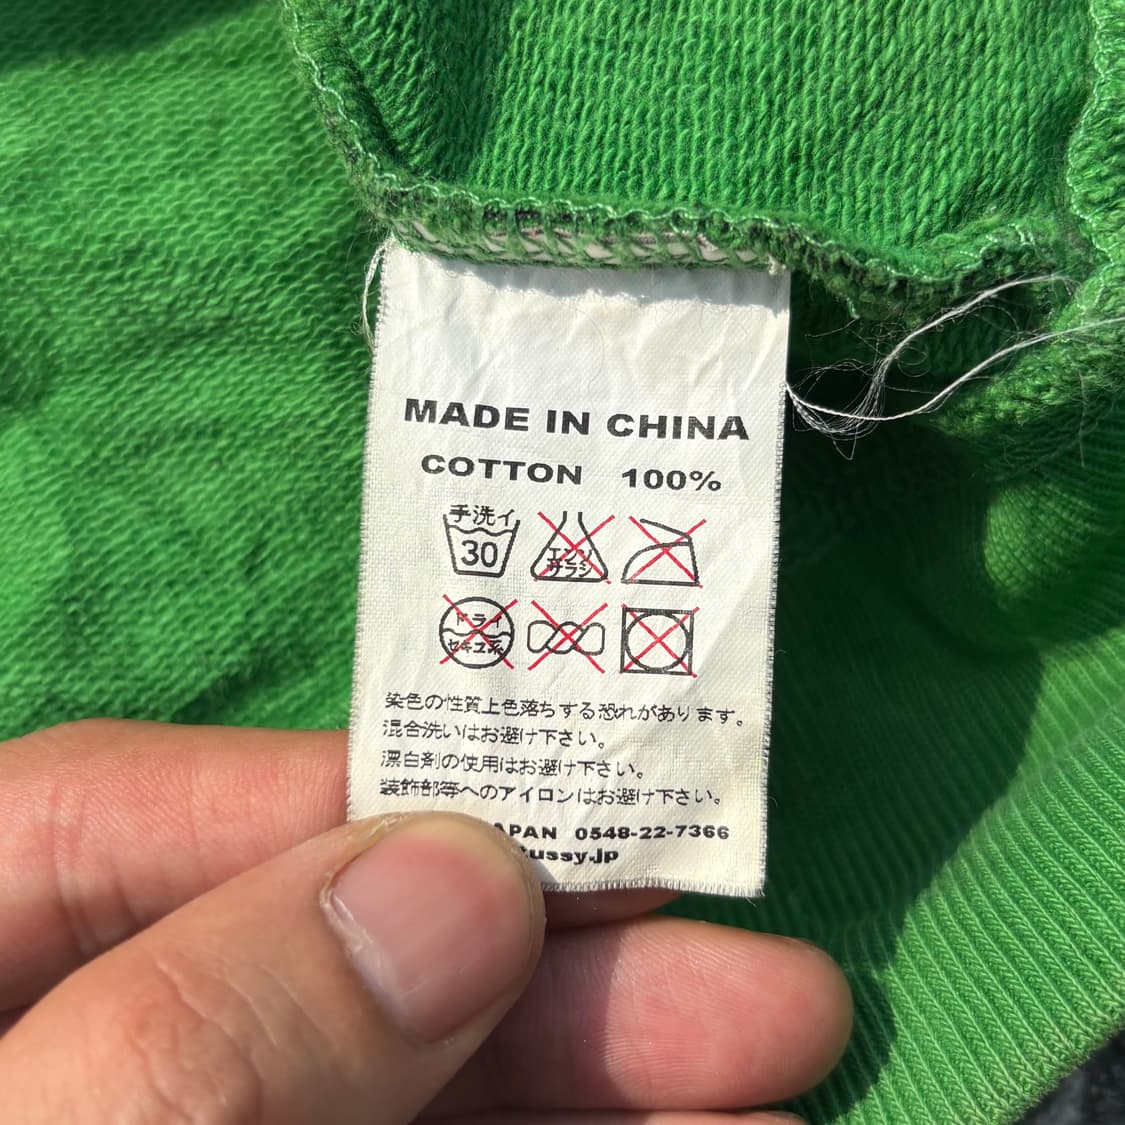 MADE IN CHINA
COTTON 100%
手洗イ
30
エンソ
サラシ
ドライ
セキユ系
染色の性質上色落ちする恐れがあります。
混合洗いはお避け下さい。
漂白剤の使用はお避け下さい。
装飾部等へのアイロンはお避け下さい。
APAN 0548-22-7366
tussy.jp